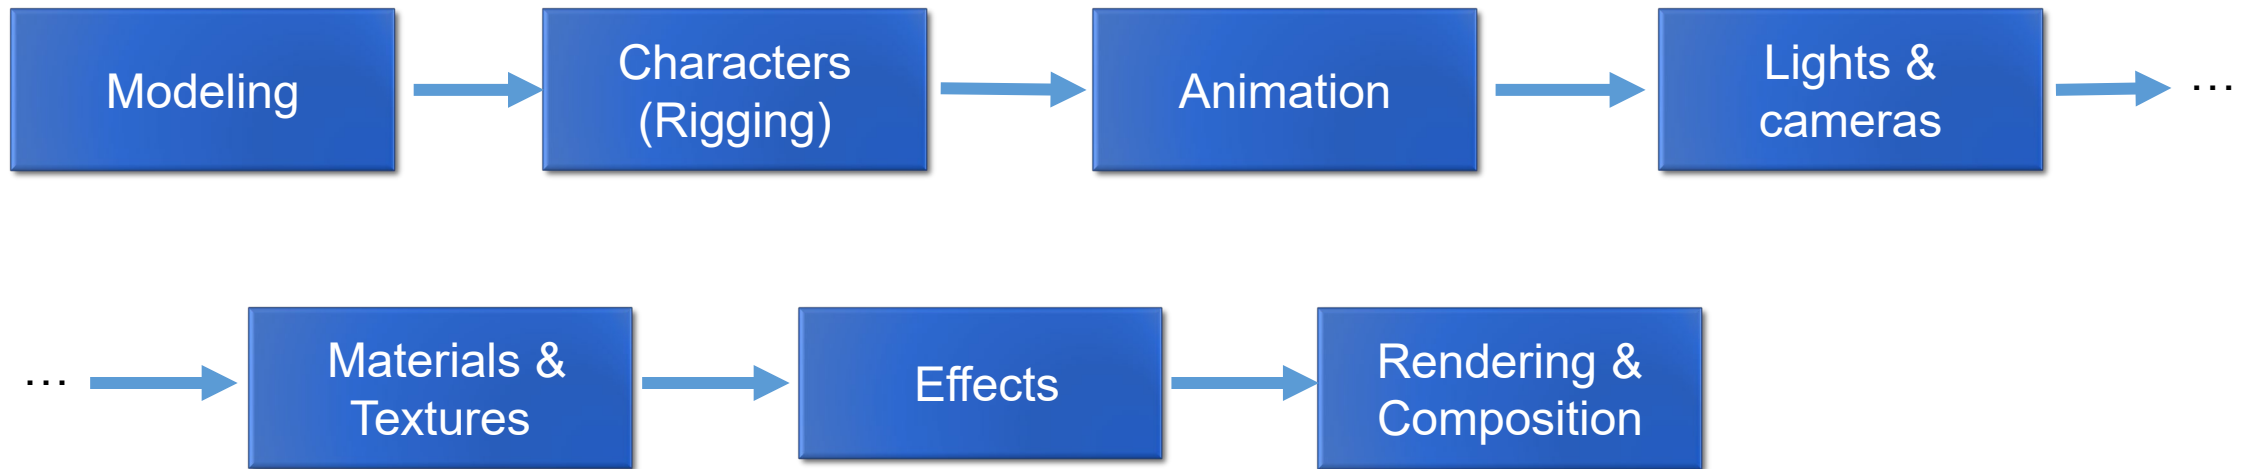 Modeling
Characters
(Rigging)
Animation
Lights &
cameras
...
...
Materials &
Textures
Effects
Rendering &
Composition